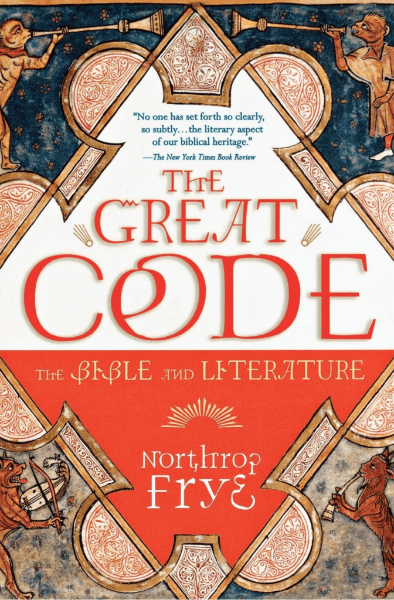 “No one has set forth so clearly,
so subtly...the literary aspect
of our biblical heritage.”
—The New York Times Book Review
The
GREAT
CODE
The BIBLE AND LITERATURE
Northrop
Frye